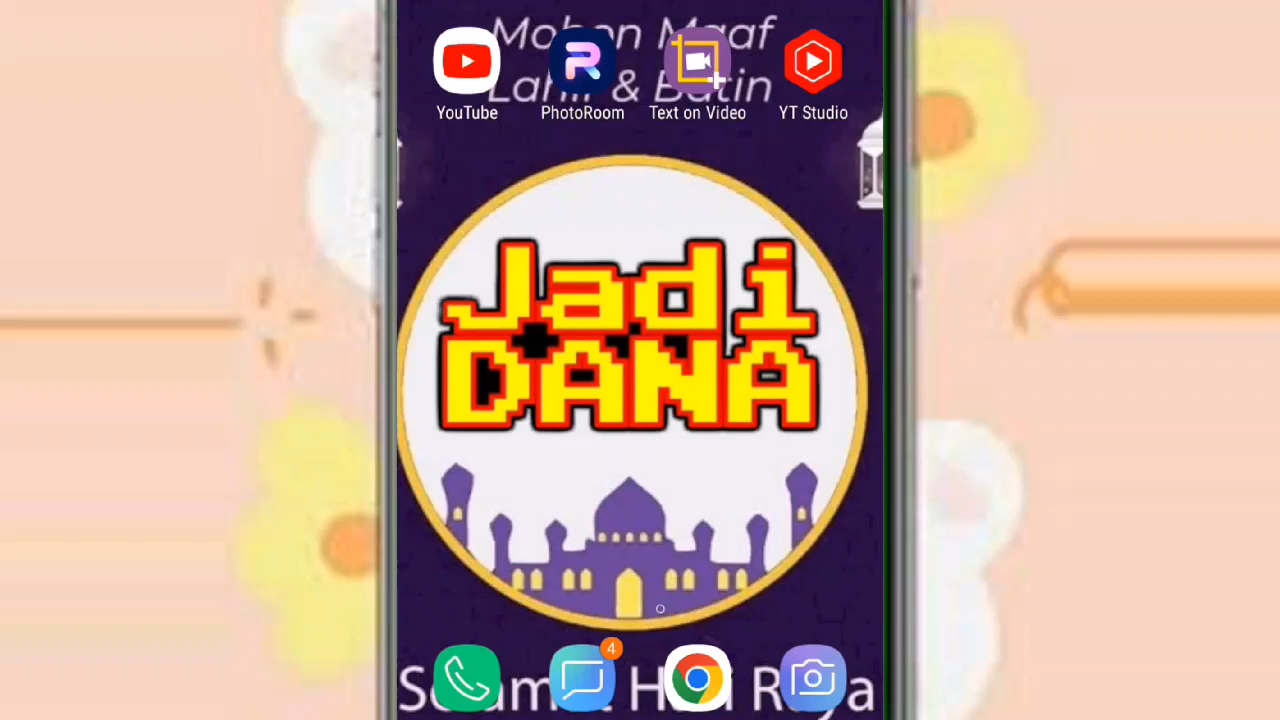 Mohon Maaf
Lahir & Batin
YouTube
PhotoRoom
Text on Video
YT Studio
Jadi
DANA
4
Selamat Hari Raya